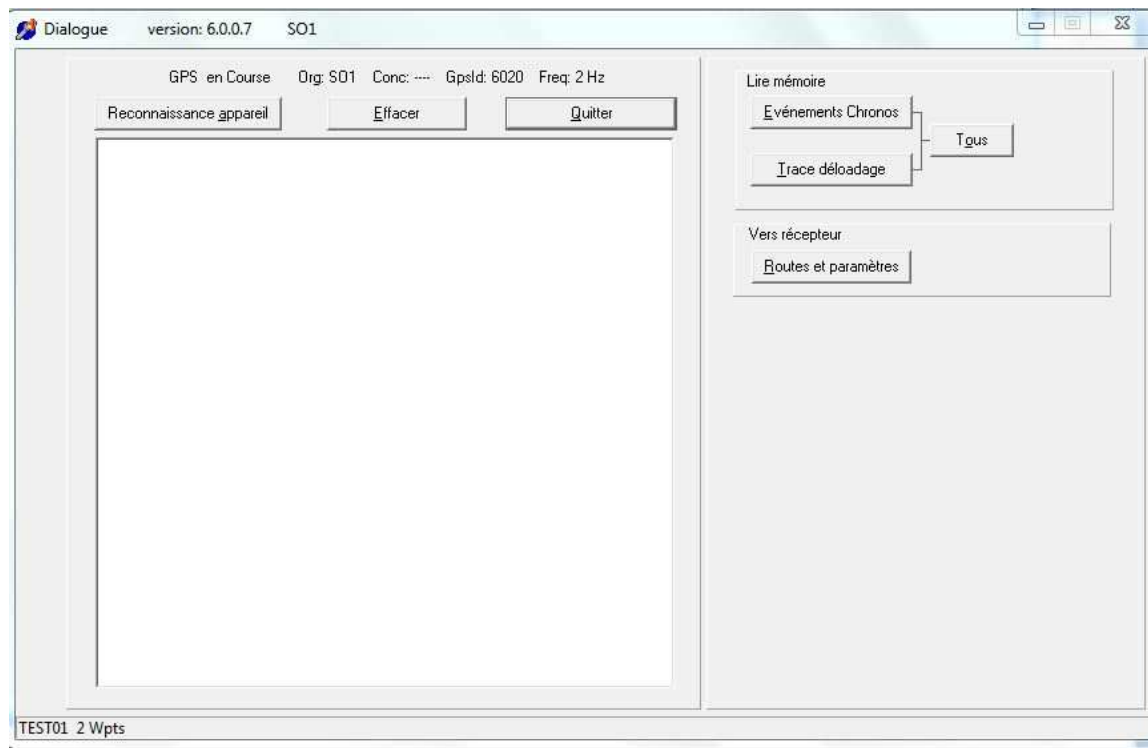 Dialogue version: 6.0.0.7 SO1
GPS en Course Org: SO1 Conc: ---- GpsId: 6020 Freq: 2 Hz
Reconnaissance appareil Effacer Quitter
Lire mémoire
Evénements Chronos
Tous
Trace déloadage
Vers récepteur
Routes et paramètres
TEST01 2 Wpts